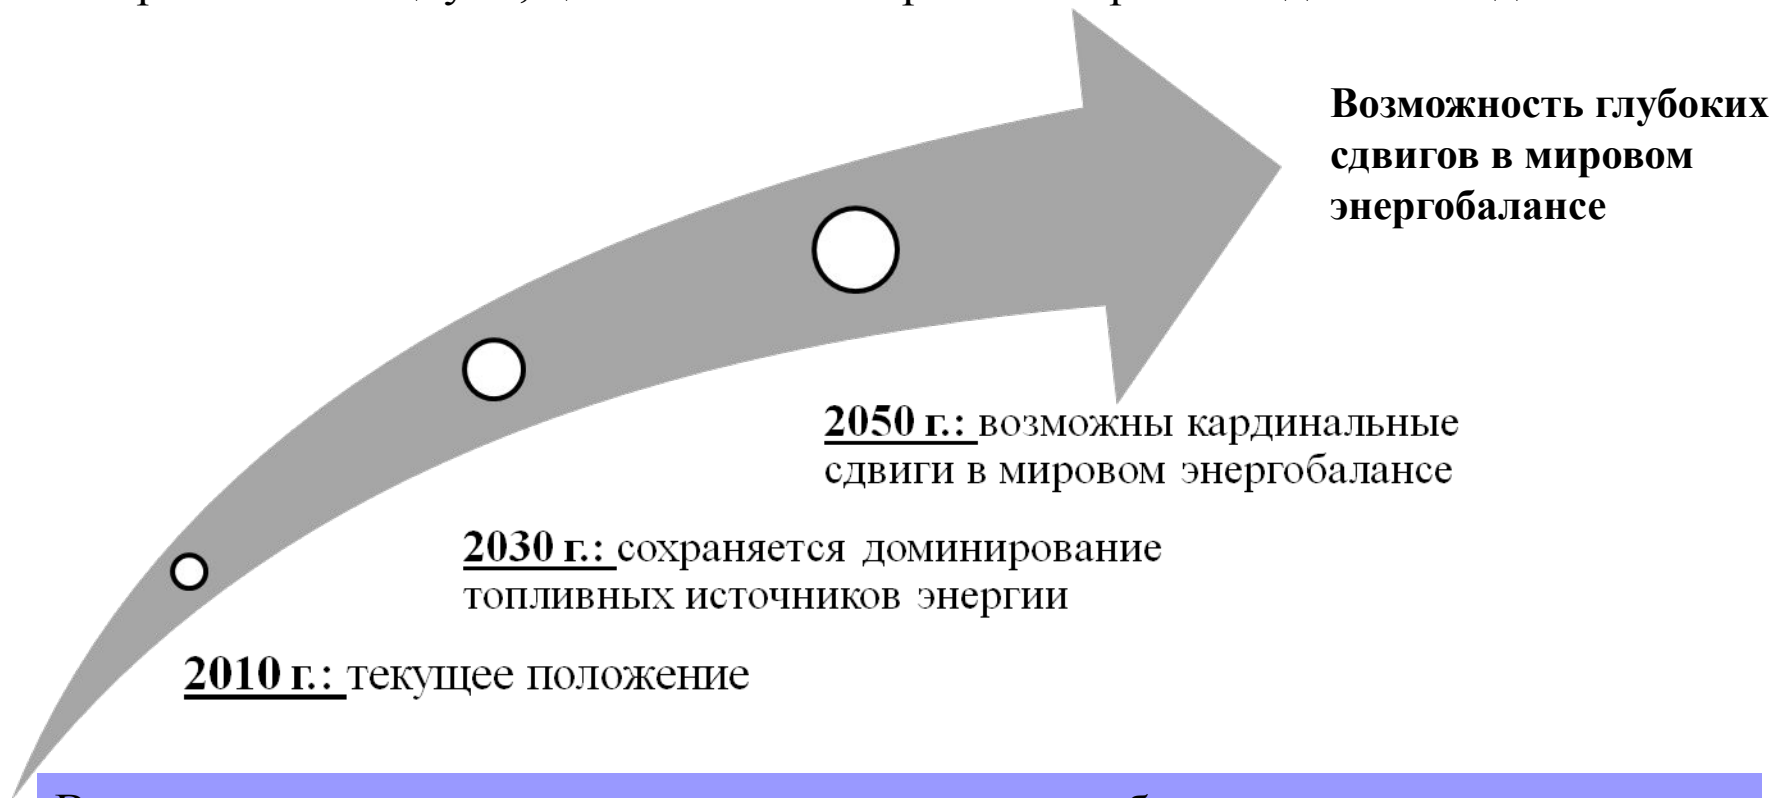 Возможность глубоких
сдвигов в мировом
энергобалансе
2050 г.: возможны кардинальные
сдвиги в мировом энергобалансе
2030 г.: сохраняется доминирование
топливных источников энергии
2010 г.: текущее положение